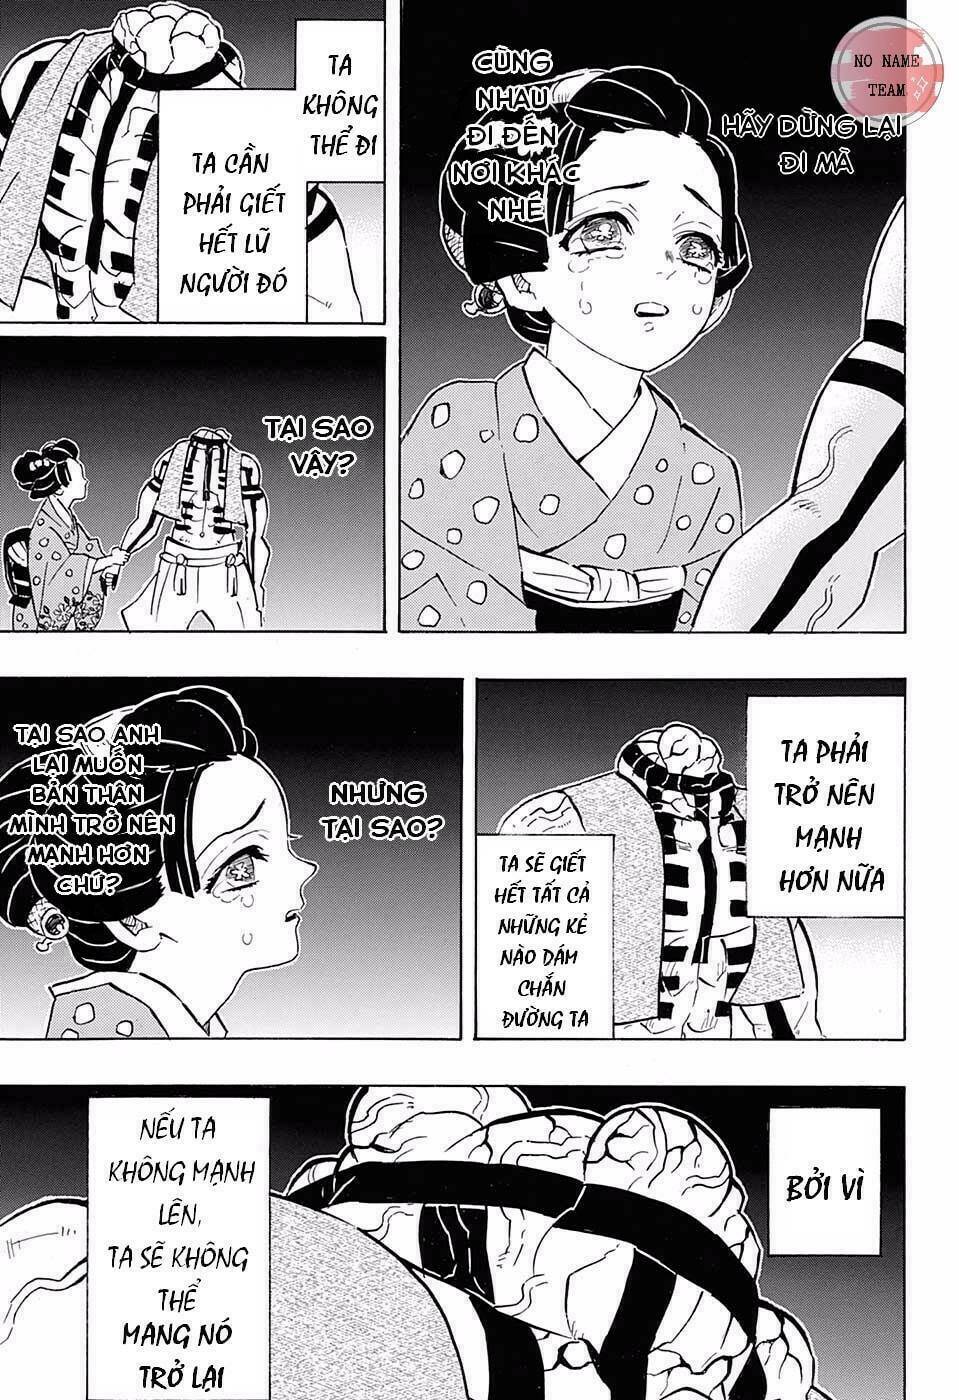 NO NAME
TEAM
HÃY DỪNG LẠI
ĐI MÀ
CÙNG
NHAU
ĐI ĐẾN
NƠI KHÁC
NHÉ
TA
KHÔNG
THỂ ĐI
TA CẦN
PHẢI GIẾT
HẾT LŨ
NGƯỜI ĐÓ
TẠI SAO
VẬY?
TA PHẢI
TRỞ NÊN
MẠNH
HƠN NỮA
TA SẼ GIẾT
HẾT TẤT CẢ
NHỮNG KẺ
NÀO DÁM
CHẮN
ĐƯỜNG TA
NHƯNG
TẠI SAO?
TẠI SAO ANH
LẠI MUỐN
BẢN THÂN
MÌNH TRỞ NÊN
MẠNH HƠN
CHỨ?
BỞI VÌ
NẾU TA
KHÔNG MẠNH
LÊN,
TA SẼ KHÔNG
THỂ
MANG NÓ
TRỞ LẠI